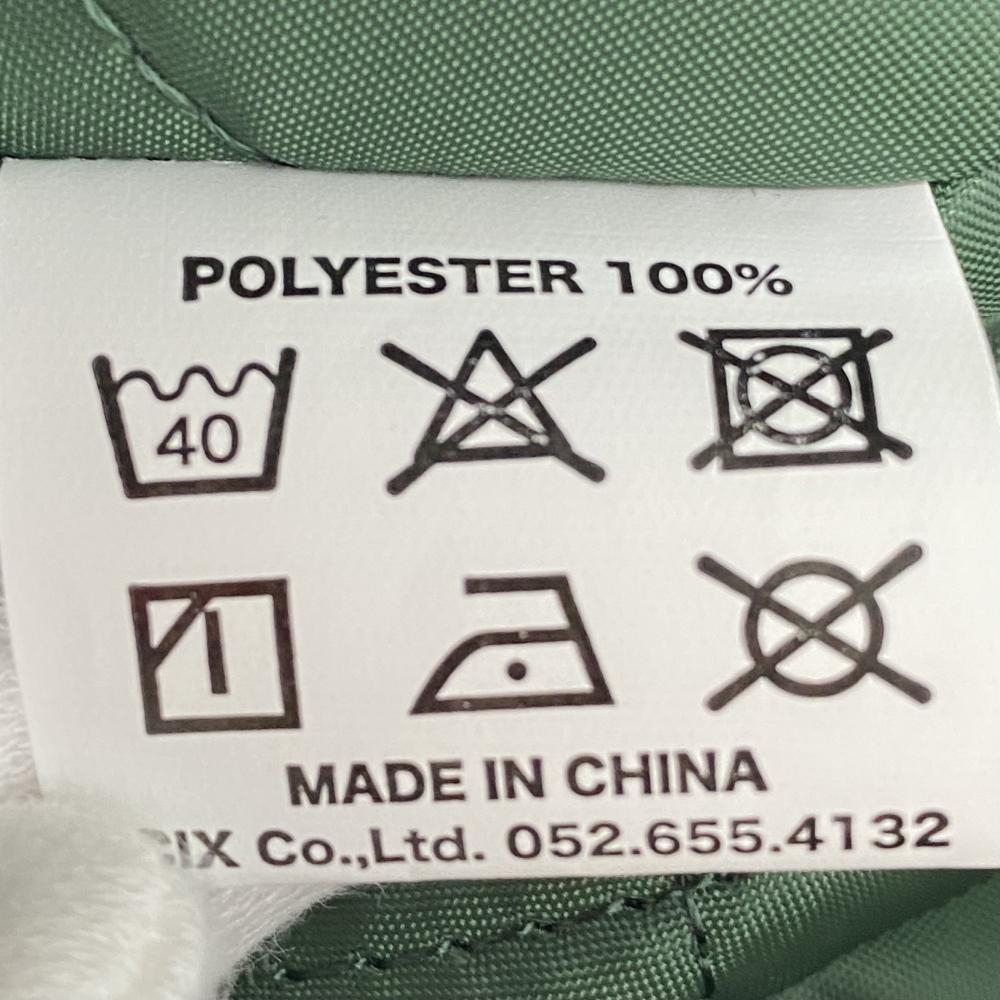 POLYESTER 100%
40
MADE IN CHINA
Co.,Ltd. 052.655.4132